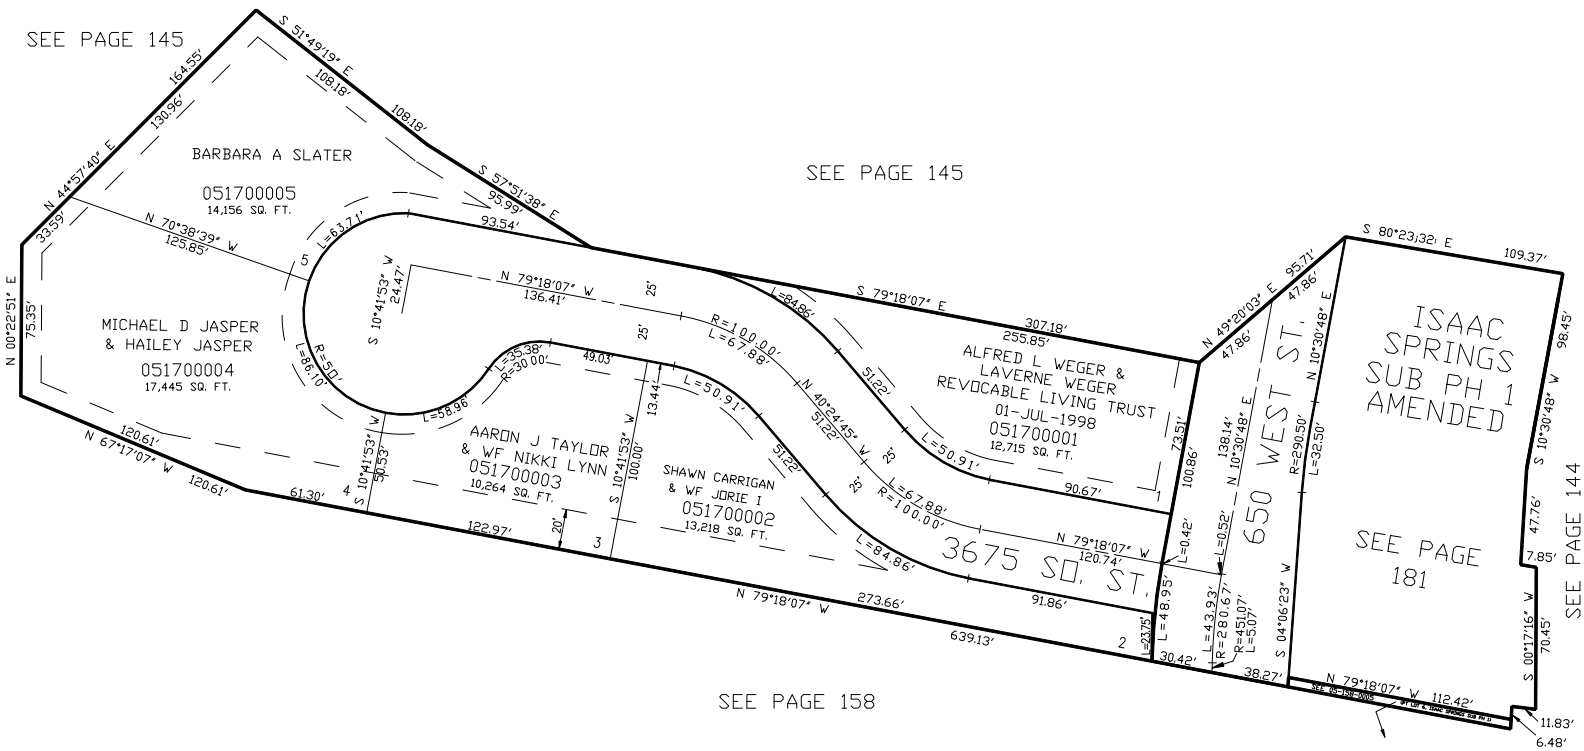 SEE PAGE 145
S 51°49'19" E
108.18'
108.18'
164.55'
130.96'
N 44°57'40" E
33.59'
BARBARA A SLATER
051700005
14,156 SQ. FT.
S 57°51'38" E
95.99'
93.54'
N 70°38'39" W
125.85'
L=63.71'
5
N 00°22'51" E
75.35'
MICHAEL D JASPER
& HAILEY JASPER
051700004
17,445 SQ. FT.
R=50'
L=86.10'
S 10°41'53" W
24.47'
N 79°18'07" W
136.41'
25'
25'
L=35.38'
R=30.00'
49.03'
L=58.96'
120.61'
N 67°17'07" W
120.61'
61.30'
4
S 10°41'53" W
50.53'
AARON J TAYLOR
& WF NIKKI LYNN
051700003
10,264 SQ. FT.
122.97'
20'
3
S 10°41'53" W
100.00'
13.44'
SHAWN CARRIGAN
& WF JORIE I
051700002
13,218 SQ. FT.
L=50.91'
51.22'
L=84.86'
SEE PAGE 145
L=84.86'
R=100.00'
L=67.88'
N 40°24'45" W
51.22'
51.22'
25'
25'
L=67.88'
R=100.00'
L=50.91'
S 79°18'07" E
307.18'
255.85'
ALFRED L WEGER &
LAVERNE WEGER
REVOCABLE LIVING TRUST
01-JUL-1998
051700001
12,715 SQ. FT.
90.67'
1
73.51'
100.86'
3675 SO. ST.
N 79°18'07" W
120.74'
91.86'
L=0.42'
L=0.52'
N 79°18'07" W
273.66'
639.13'
2
L=23.75'
L=48.95'
L=43.93'
R=280.67'
R=451.07'
L=5.07'
30.42'
38.27'
N 49°20'03" E
95.71'
47.86'
47.86'
138.14'
N 10°30'48" E
650 WEST ST.
N 10°30'48" E
R=290.50'
L=32.50'
S 04°06'23" W
S 80°23;32: E
109.37'
ISAAC
SPRINGS
SUB PH 1
AMENDED
SEE PAGE
181
98.45'
S 10°30'48" W
47.76'
7.85'
S 00°17'16" W
70.45'
SEE PAGE 144
N 79°18'07" W
112.42'
SEE 05-158-0005
11.83'
6.48'
SEE PAGE 158